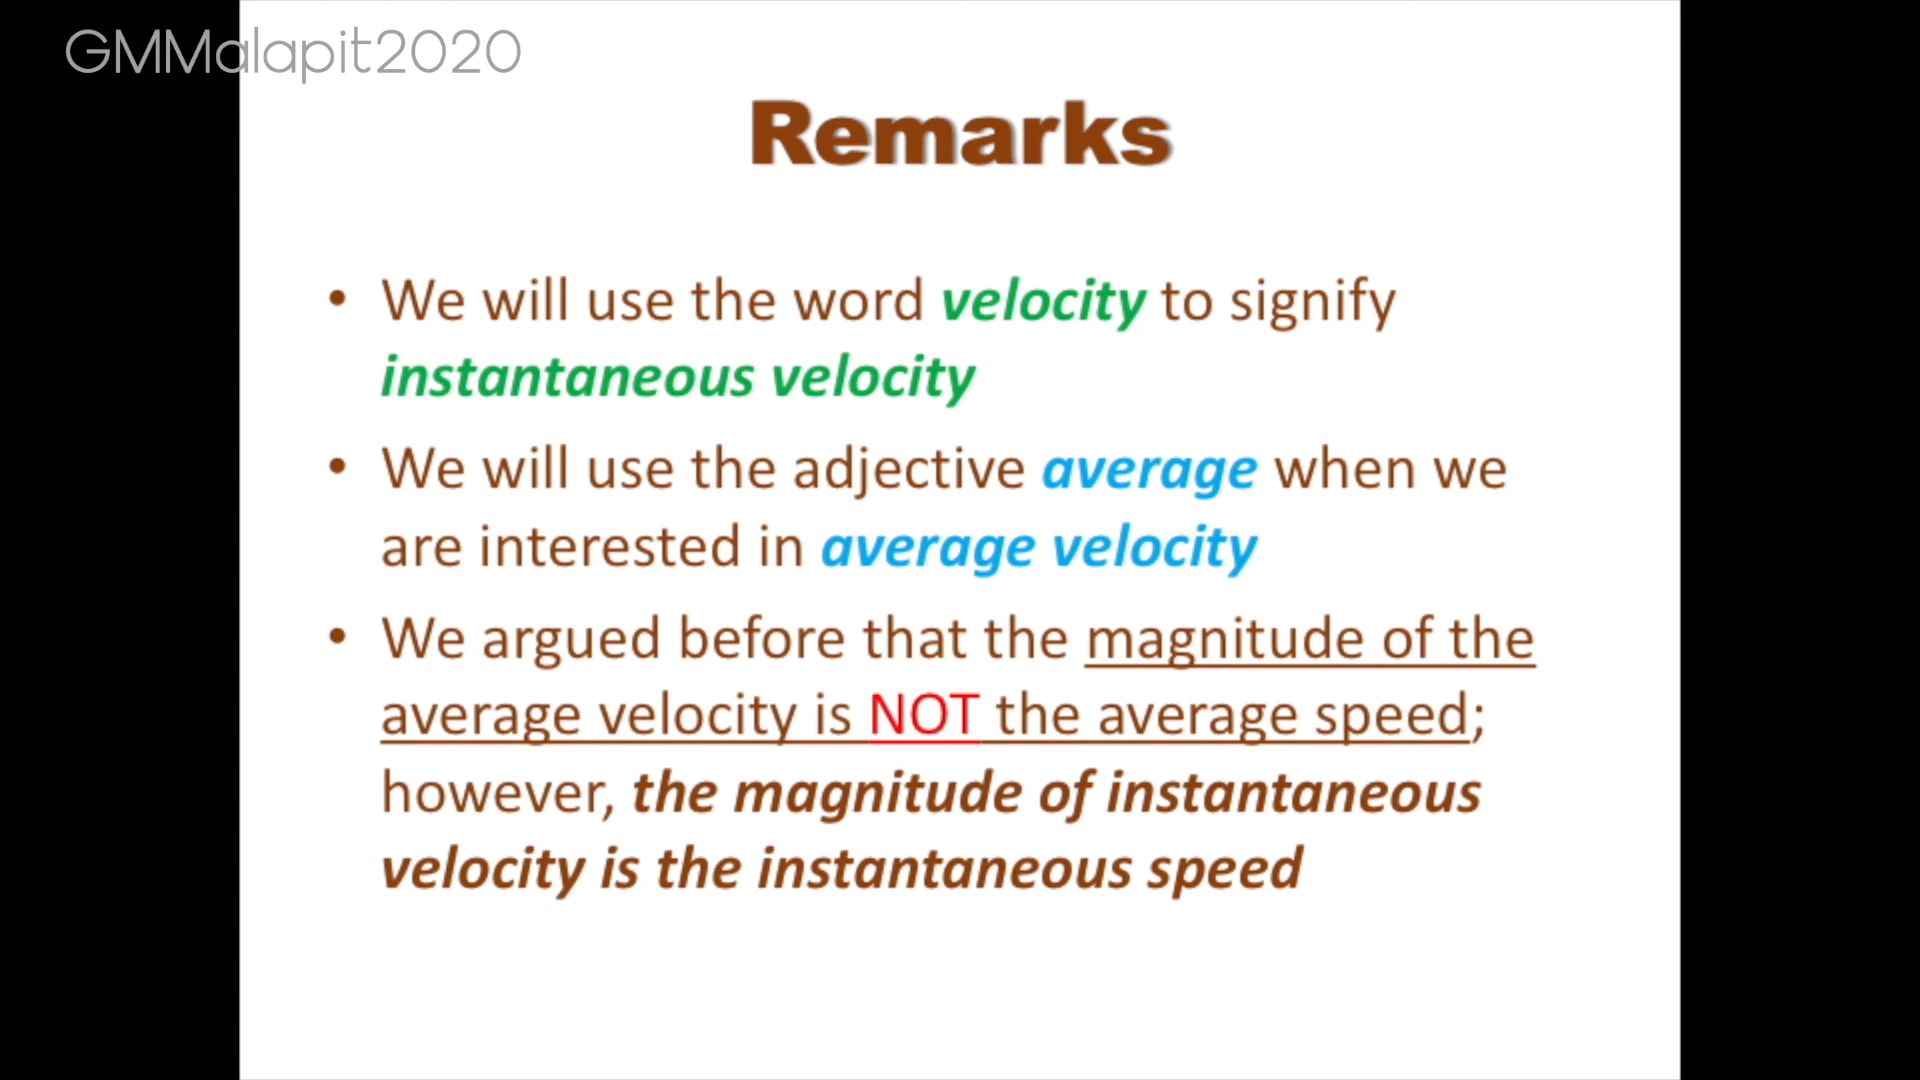 GMMalapit2020
Remarks
• We will use the word velocity to signify
instantaneous velocity
• We will use the adjective average when we
are interested in average velocity
• We argued before that the magnitude of the
average velocity is NOT the average speed;
however, the magnitude of instantaneous
velocity is the instantaneous speed